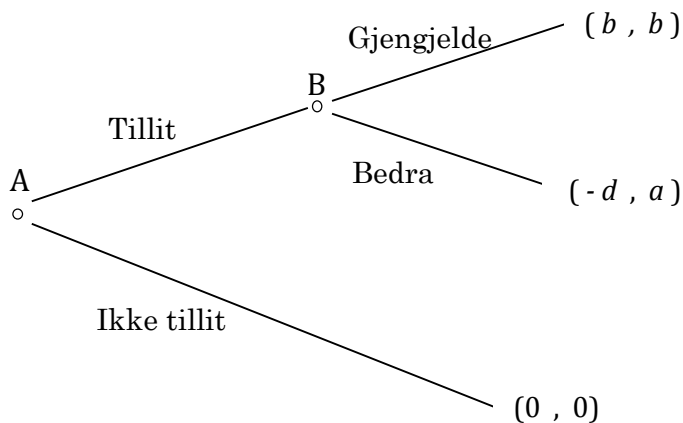 Gjengjelde
(b , b)
B
Tillit
Bedra
A
(-d , a)
Ikke tillit
(0 , 0)